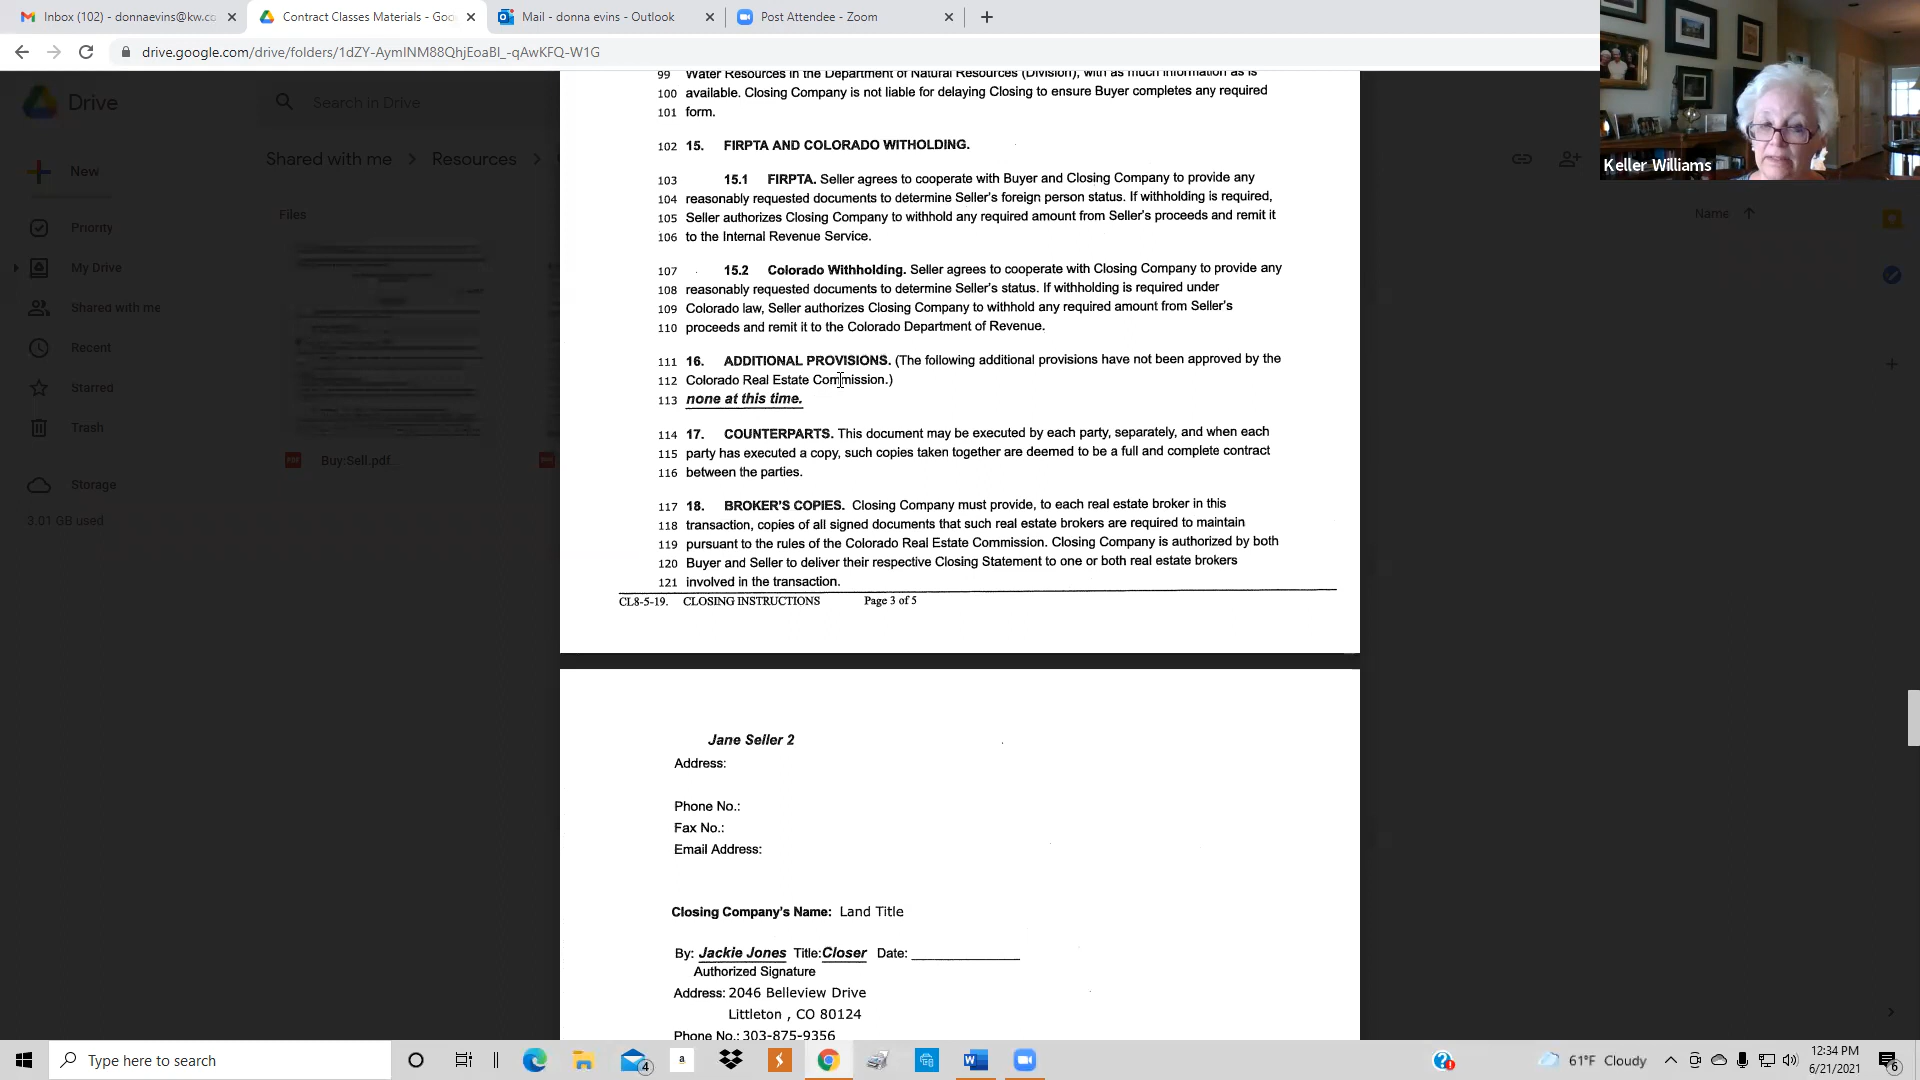 Inbox (102) - donnaevins@kw.co
Contract Classes Materials - Goo
Mail - donna evins - Outlook
Post Attendee - Zoom
drive.google.com/drive/folders/1dZY-AymINM88QhjEoaBl_-qAwKFQ-W1G
Drive
Search in Drive
Shared with me > Resources >
New
Priority
My Drive
Shared with me
Recent
Starred
Trash
Storage
3.01 GB used
Files
Buy:Sell.pdf...
Name
Keller Williams
99 Water Resources in the Department of Natural Resources (Division), with as much information as is
100 available. Closing Company is not liable for delaying Closing to ensure Buyer completes any required
101 form.
102 15. FIRPTA AND COLORADO WITHOLDING.
103 15.1 FIRPTA. Seller agrees to cooperate with Buyer and Closing Company to provide any
104 reasonably requested documents to determine Seller's foreign person status. If withholding is required,
105 Seller authorizes Closing Company to withhold any required amount from Seller's proceeds and remit it
106 to the Internal Revenue Service.
107 15.2 Colorado Withholding. Seller agrees to cooperate with Closing Company to provide any
108 reasonably requested documents to determine Seller's status. If withholding is required under
109 Colorado law, Seller authorizes Closing Company to withhold any required amount from Seller's
110 proceeds and remit it to the Colorado Department of Revenue.
111 16. ADDITIONAL PROVISIONS. (The following additional provisions have not been approved by the
112 Colorado Real Estate Commission.)
113 none at this time.
114 17. COUNTERPARTS. This document may be executed by each party, separately, and when each
115 party has executed a copy, such copies taken together are deemed to be a full and complete contract
116 between the parties.
117 18. BROKER'S COPIES. Closing Company must provide, to each real estate broker in this
118 transaction, copies of all signed documents that such real estate brokers are required to maintain
119 pursuant to the rules of the Colorado Real Estate Commission. Closing Company is authorized by both
120 Buyer and Seller to deliver their respective Closing Statement to one or both real estate brokers
121 involved in the transaction.
CL8-5-19. CLOSING INSTRUCTIONS Page 3 of 5
Jane Seller 2
Address:
Phone No.:
Fax No.:
Email Address:
Closing Company's Name: Land Title
By: Jackie Jones Title:Closer Date:
Authorized Signature
Address: 2046 Belleview Drive
Littleton , CO 80124
Phone No.: 303-875-9356
Type here to search
4
a
61°F Cloudy
12:34 PM
6/21/2021
6